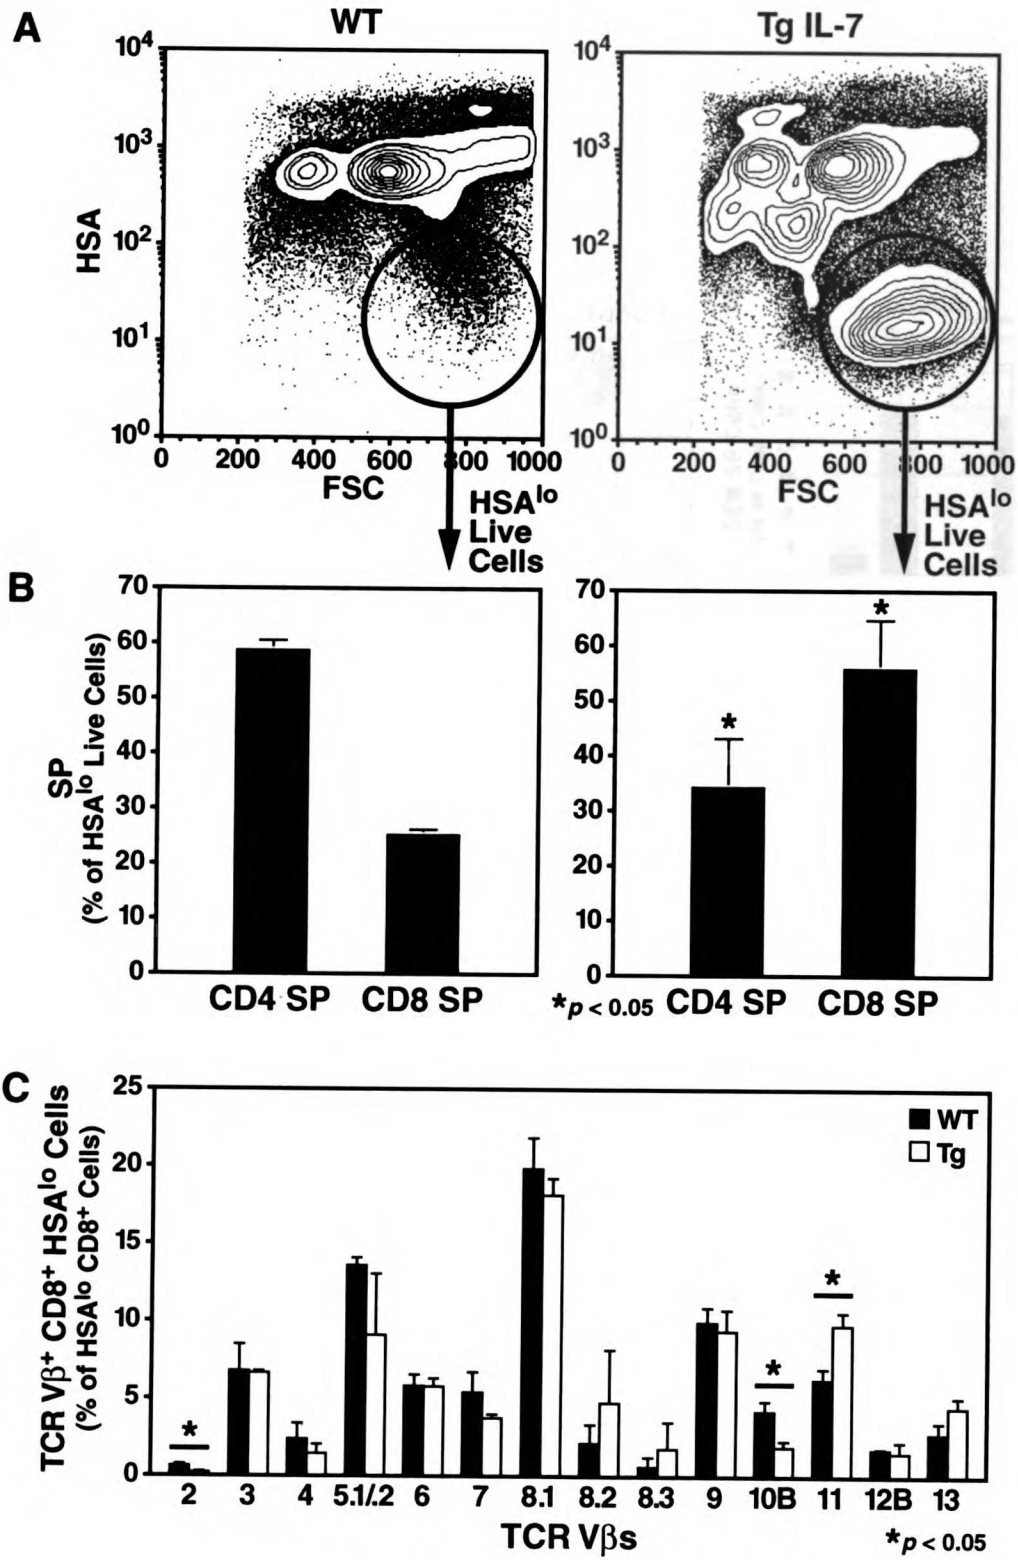 A
WT
Tg IL-7
10⁴
10³
10²
10¹
10⁰
HSA
0 200 400 600 800 1000
FSC
HSAˡᵒ
Live
Cells
10⁴
10³
10²
10¹
10⁰
0 200 400 600 800 1000
FSC
HSAˡᵒ
Live
Cells
B
SP
(% of HSAˡᵒ Live Cells)
70
60
50
40
30
20
10
0
CD4 SP CD8 SP
70
60
50
40
30
20
10
0
*
*
*p < 0.05 CD4 SP CD8 SP
C
TCR Vβ⁺ CD8⁺ HSAˡᵒ Cells
(% of HSAˡᵒ CD8⁺ Cells)
25
20
15
10
5
0
WT
Tg
*
*
*
2 3 4 5.1/.2 6 7 8.1 8.2 8.3 9 10B 11 12B 13
TCR Vβs
*p < 0.05